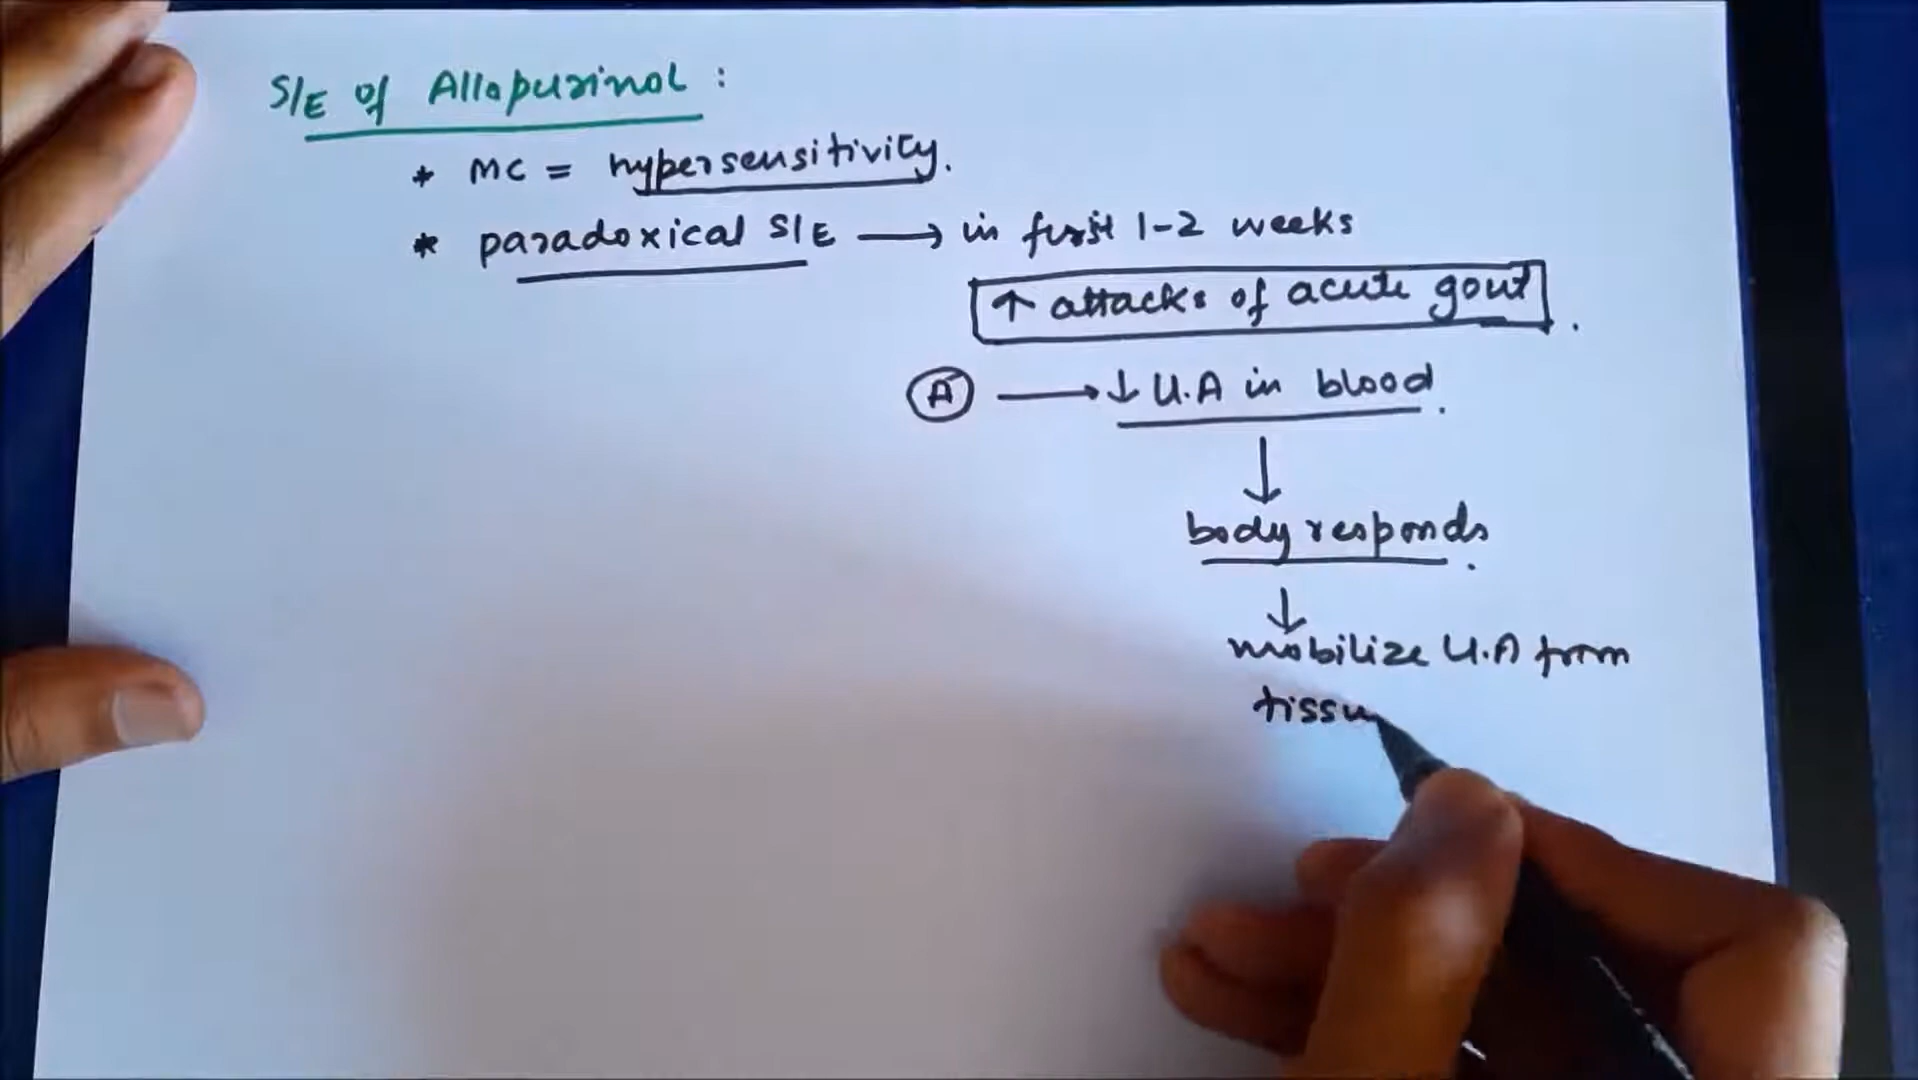 S/E of Allopurinol :
* MC = hypersensitivity.
* paradoxical S/E → in first 1-2 weeks
↑ attacks of acute gout.
Ⓐ → ↓ U.A in blood.
↓
body responds.
↓
mobilize U.A from
tissu